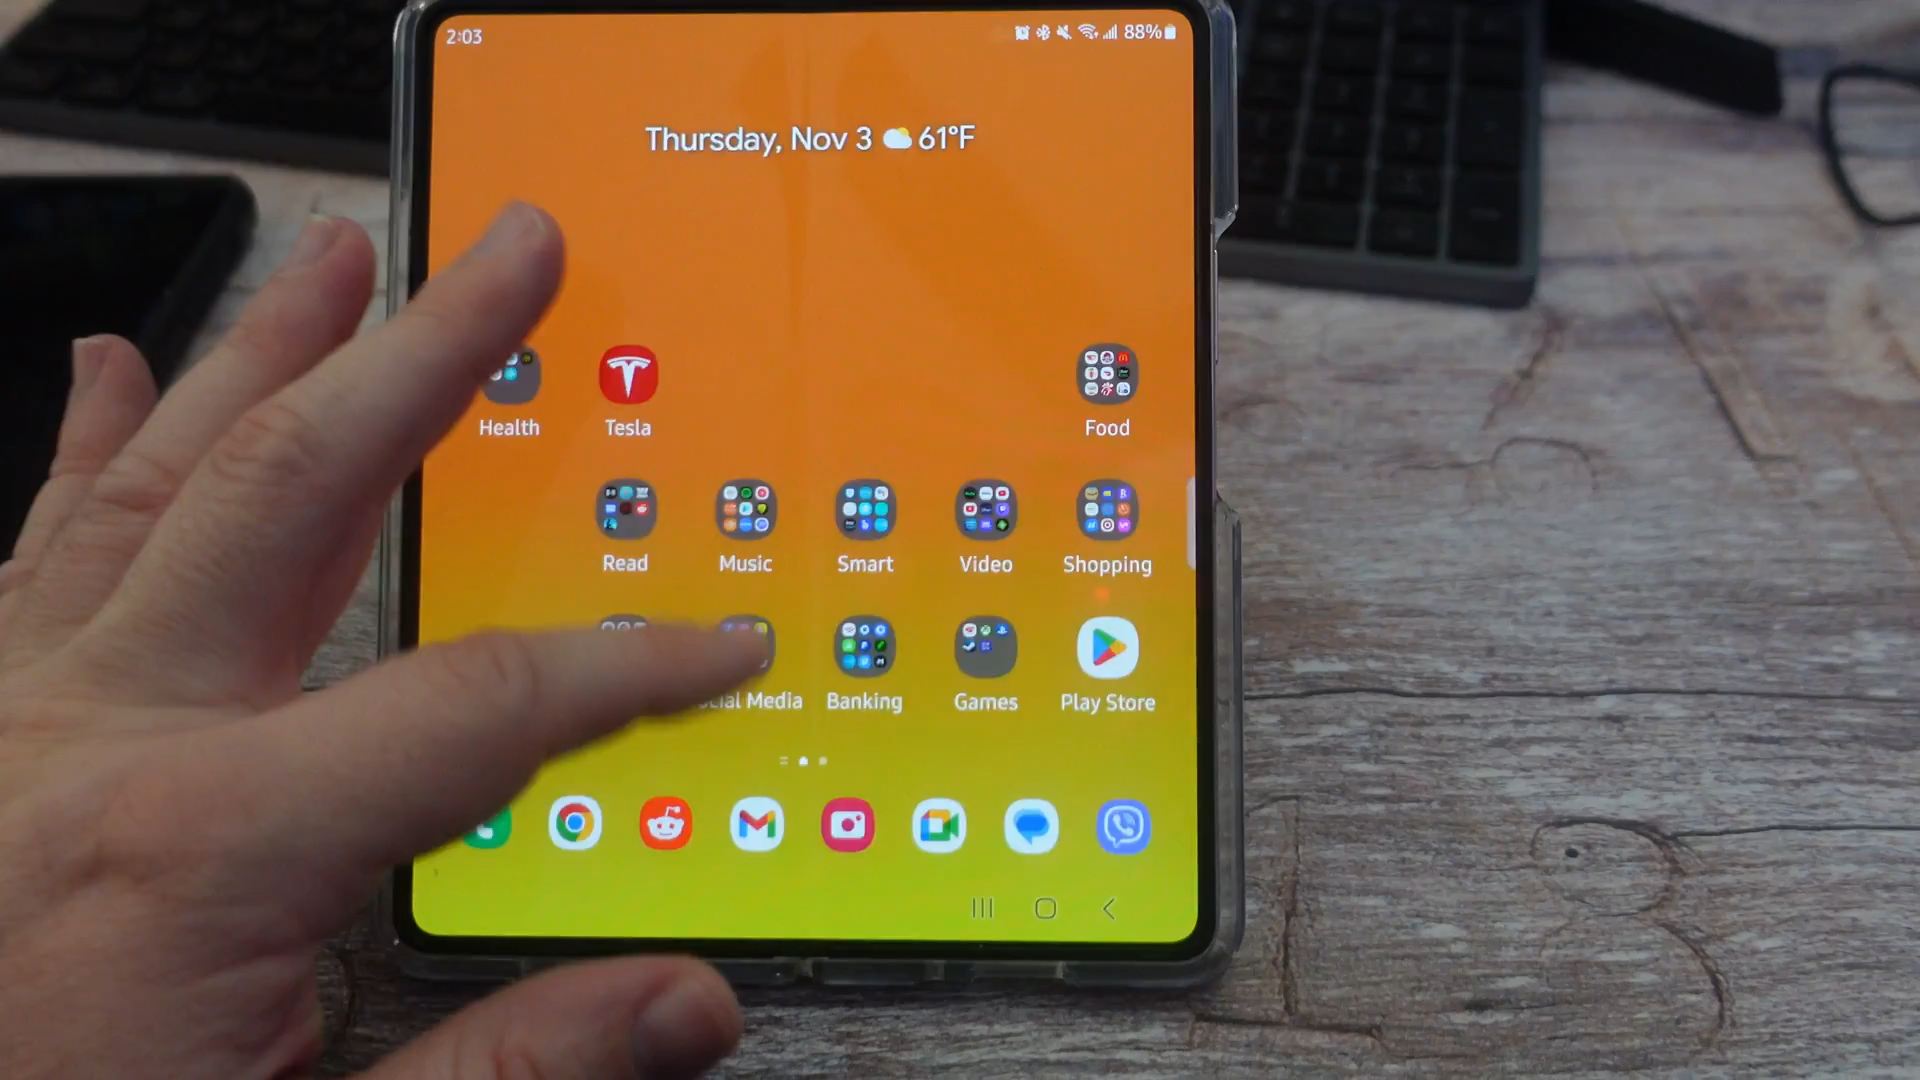 2:03
88%
Thursday, Nov 3 61°F
Health Tesla Food
Read Music Smart Video Shopping
Media Banking Games Play Store